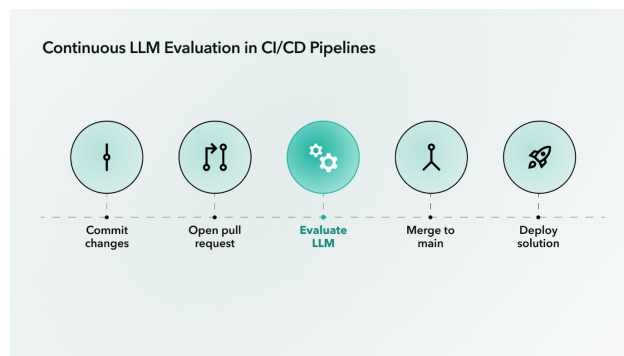 Continuous LLM Evaluation in CI/CD Pipelines
Commit
changes
Open pull
request
Evaluate
LLM
Merge to
main
Deploy
solution